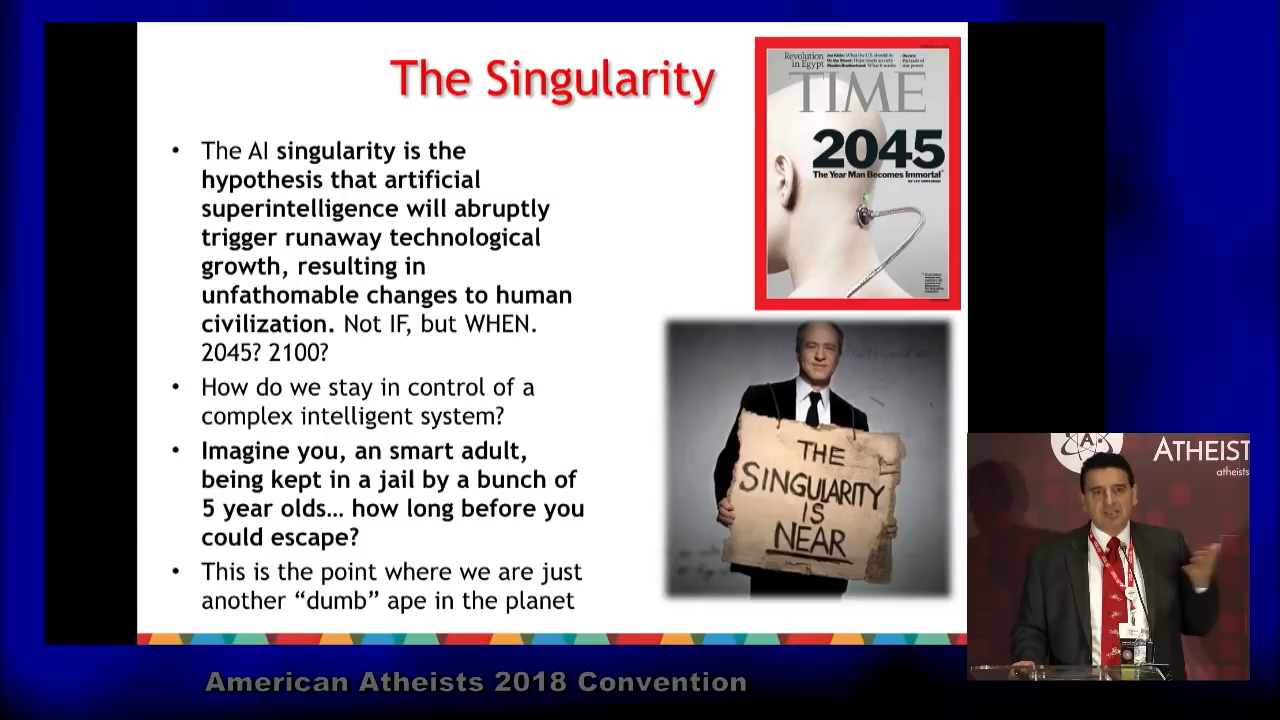 The Singularity
• The AI singularity is the
hypothesis that artificial
superintelligence will abruptly
trigger runaway technological
growth, resulting in
unfathomable changes to human
civilization. Not IF, but WHEN.
2045? 2100?
• How do we stay in control of a
complex intelligent system?
• Imagine you, an smart adult,
being kept in a jail by a bunch of
5 year olds… how long before you
could escape?
• This is the point where we are just
another “dumb” ape in the planet
Revolution
in Egypt
TIME
2045
The Year Man Becomes Immortal
THE
SINGULARITY
IS
NEAR
A
ATHEIST
atheists
American Atheists 2018 Convention